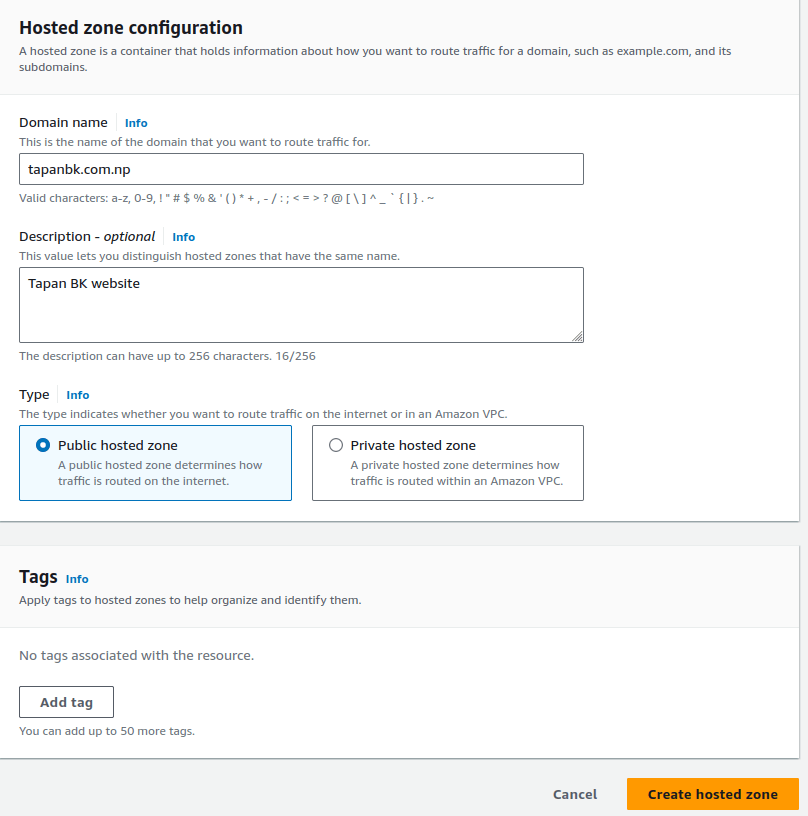 Hosted zone configuration
A hosted zone is a container that holds information about how you want to route traffic for a domain, such as example.com, and its
subdomains.
Domain name Info
This is the name of the domain that you want to route traffic for.
tapanbk.com.np
Valid characters: a-z, 0-9, ! " # $ % & ' ( ) * + , - / : ; < = > ? @ [ \ ] ^ _ ` { | } . ~
Description - optional Info
This value lets you distinguish hosted zones that have the same name.
Tapan BK website
The description can have up to 256 characters. 16/256
Type Info
The type indicates whether you want to route traffic on the internet or in an Amazon VPC.
Public hosted zone
A public hosted zone determines how
traffic is routed on the internet.
Private hosted zone
A private hosted zone determines how
traffic is routed within an Amazon VPC.
Tags Info
Apply tags to hosted zones to help organize and identify them.
No tags associated with the resource.
Add tag
You can add up to 50 more tags.
Cancel
Create hosted zone